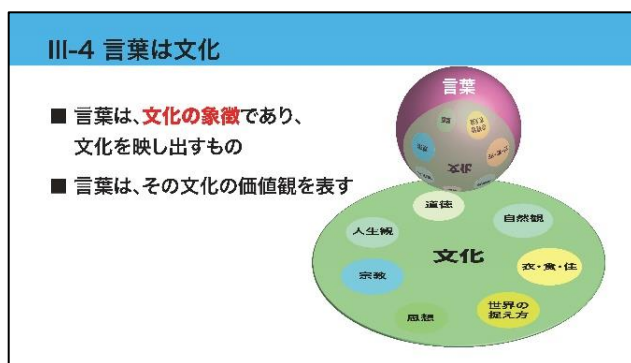 III-4 言葉は文化
■ 言葉は、文化の象徴であり、
文化を映し出すもの
■ 言葉は、その文化の価値観を表す
言葉
文化
道徳
自然観
人生観
文化
衣・食・住
宗教
世界の
捉え方
思想